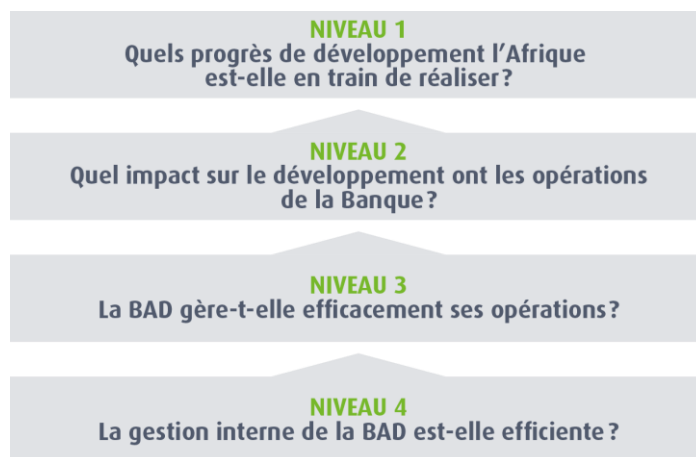 NIVEAU 1
Quels progrès de développement l’Afrique
est-elle en train de réaliser?
NIVEAU 2
Quel impact sur le développement ont les opérations
de la Banque?
NIVEAU 3
La BAD gère-t-elle efficacement ses opérations?
NIVEAU 4
La gestion interne de la BAD est-elle efficiente?